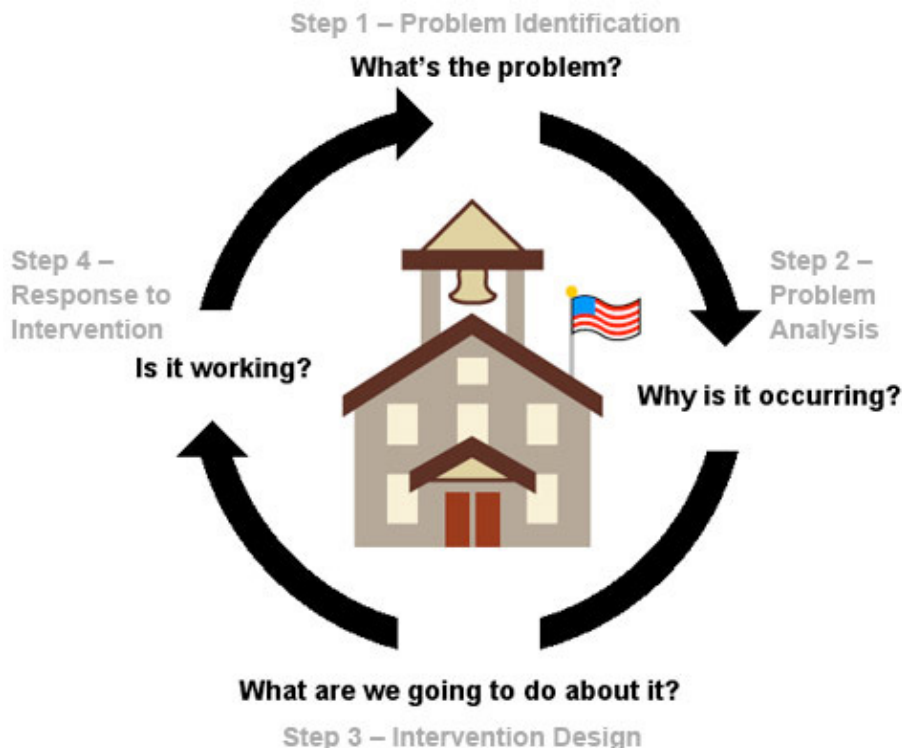 Step 1 – Problem Identification
What's the problem?
Step 2 –
Problem
Analysis
Why is it occurring?
What are we going to do about it?
Step 3 – Intervention Design
Step 4 –
Response to
Intervention
Is it working?